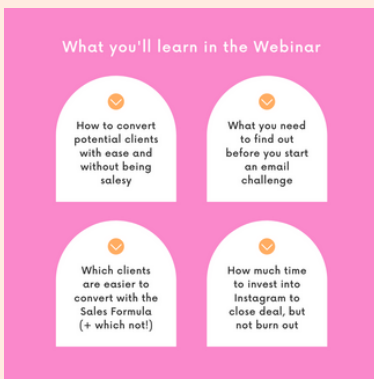 What you'll learn in the Webinar
How to convert
potential clients
with ease and
without being
salesy
What you need
to find out
before you start
an email
challenge
Which clients
are easier to
convert with the
Sales Formula
(+ which not!)
How much time
to invest into
Instagram to
close deal, but
not burn out